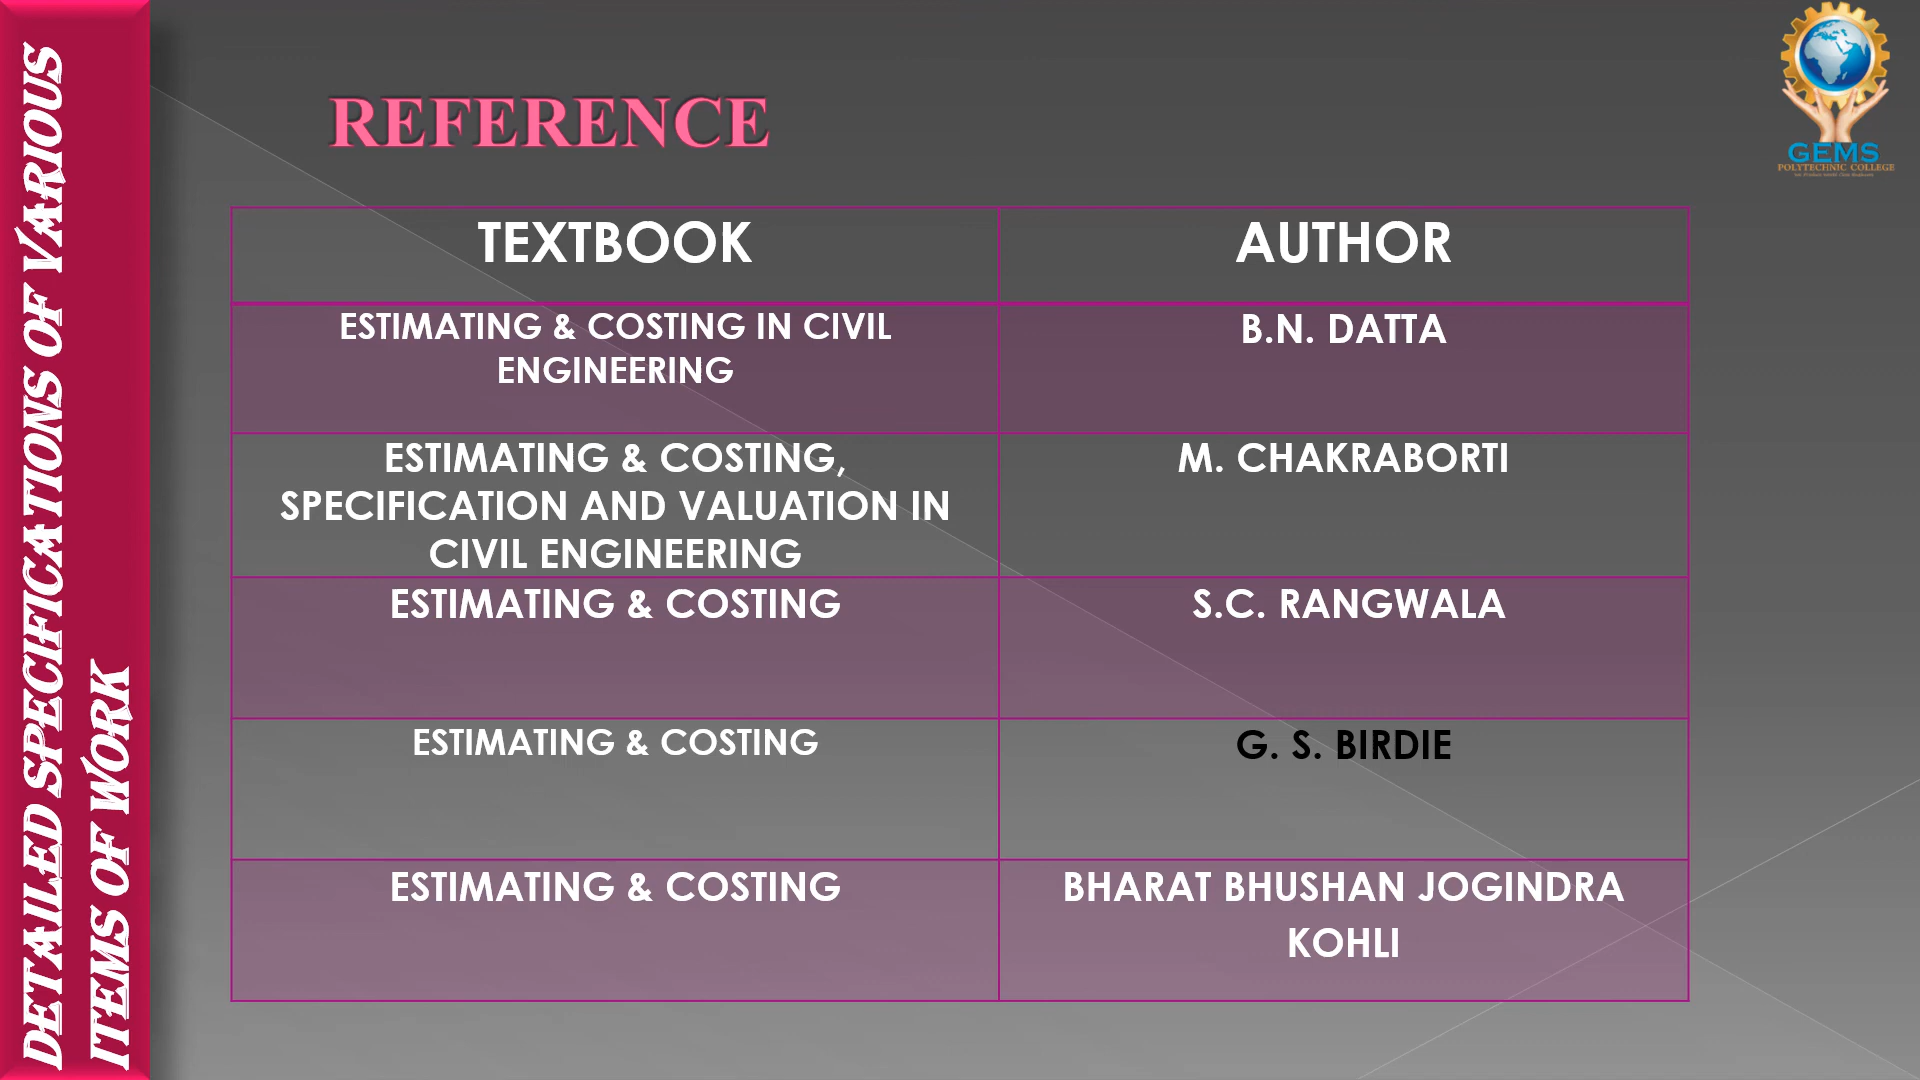 DETAILED SPECIFICATIONS OF VARIOUS
ITEMS OF WORK
REFERENCE
GEMS
POLYTECHNIC COLLEGE
TEXTBOOK
AUTHOR
ESTIMATING & COSTING IN CIVIL
ENGINEERING
B.N. DATTA
ESTIMATING & COSTING,
SPECIFICATION AND VALUATION IN
CIVIL ENGINEERING
M. CHAKRABORTI
ESTIMATING & COSTING
S.C. RANGWALA
ESTIMATING & COSTING
G. S. BIRDIE
ESTIMATING & COSTING
BHARAT BHUSHAN JOGINDRA
KOHLI